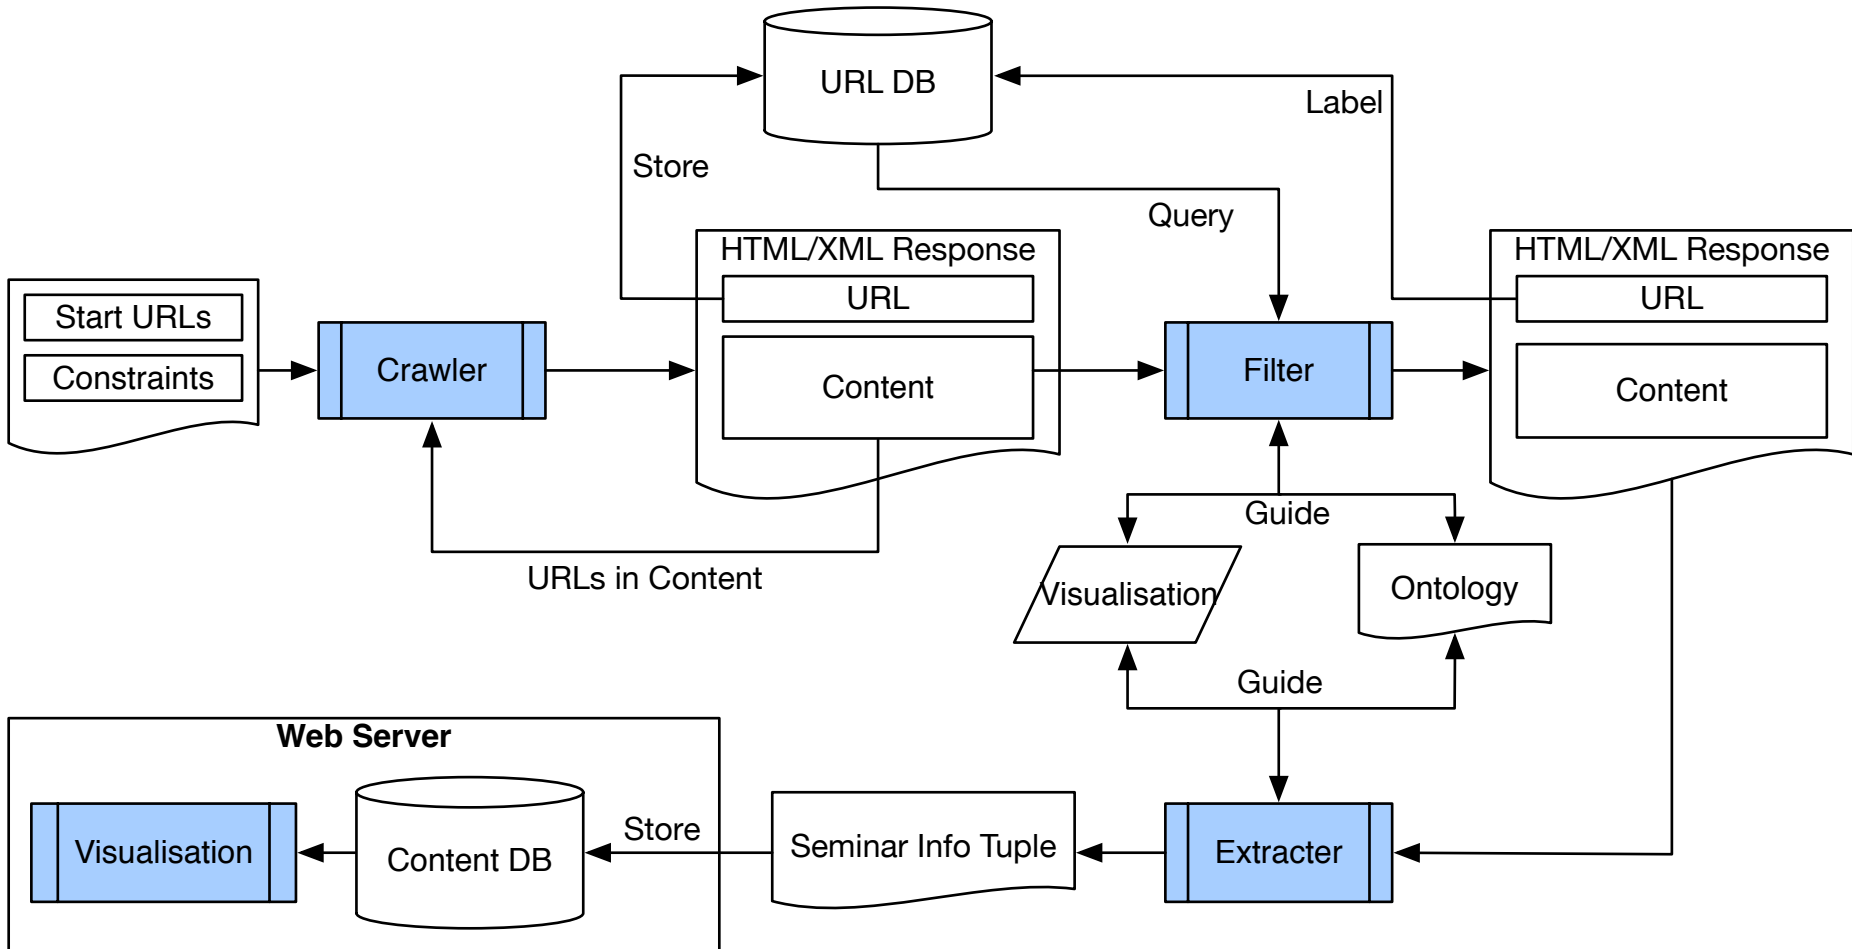 URL DB
Label
Store
Query
HTML/XML Response
HTML/XML Response
URL
URL
Start URLs
Constraints
Crawler
Content
Filter
Content
Guide
URLs in Content
Visualisation
Ontology
Guide
Web Server
Visualisation
Content DB
Store
Seminar Info Tuple
Extracter